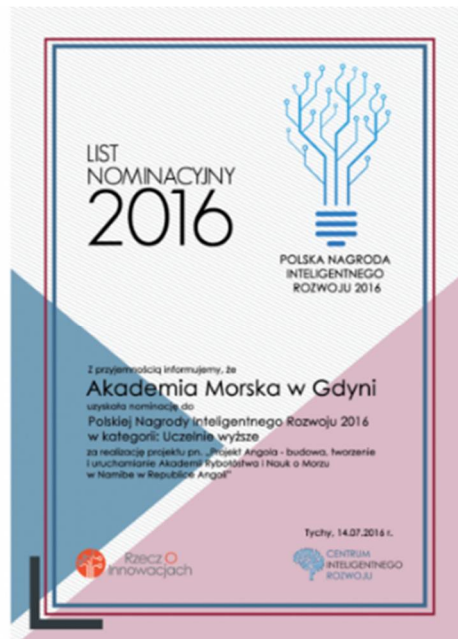 LIST
NOMINACYJNY
2016
POLSKA NAGRODA
INTELIGENTNEGO
ROZWOJU 2016
Z przyjemnością informujemy, że
Akademia Morska w Gdyni
uzyskała nominację do
Polskiej Nagrody Inteligentnego Rozwoju 2016
w kategorii: Uczelnie wyższe
za realizację projektu pn. „Projekt Angola - budowa, tworzenie
i uruchamianie Akademii Rybołóstwa i Nauk o Morzu
w Namibe w Republice Angoli"
Tychy, 14.07.2016 r.
Rzecz O
Innowacjach
CENTRUM
INTELIGENTNEGO
ROZWOJU